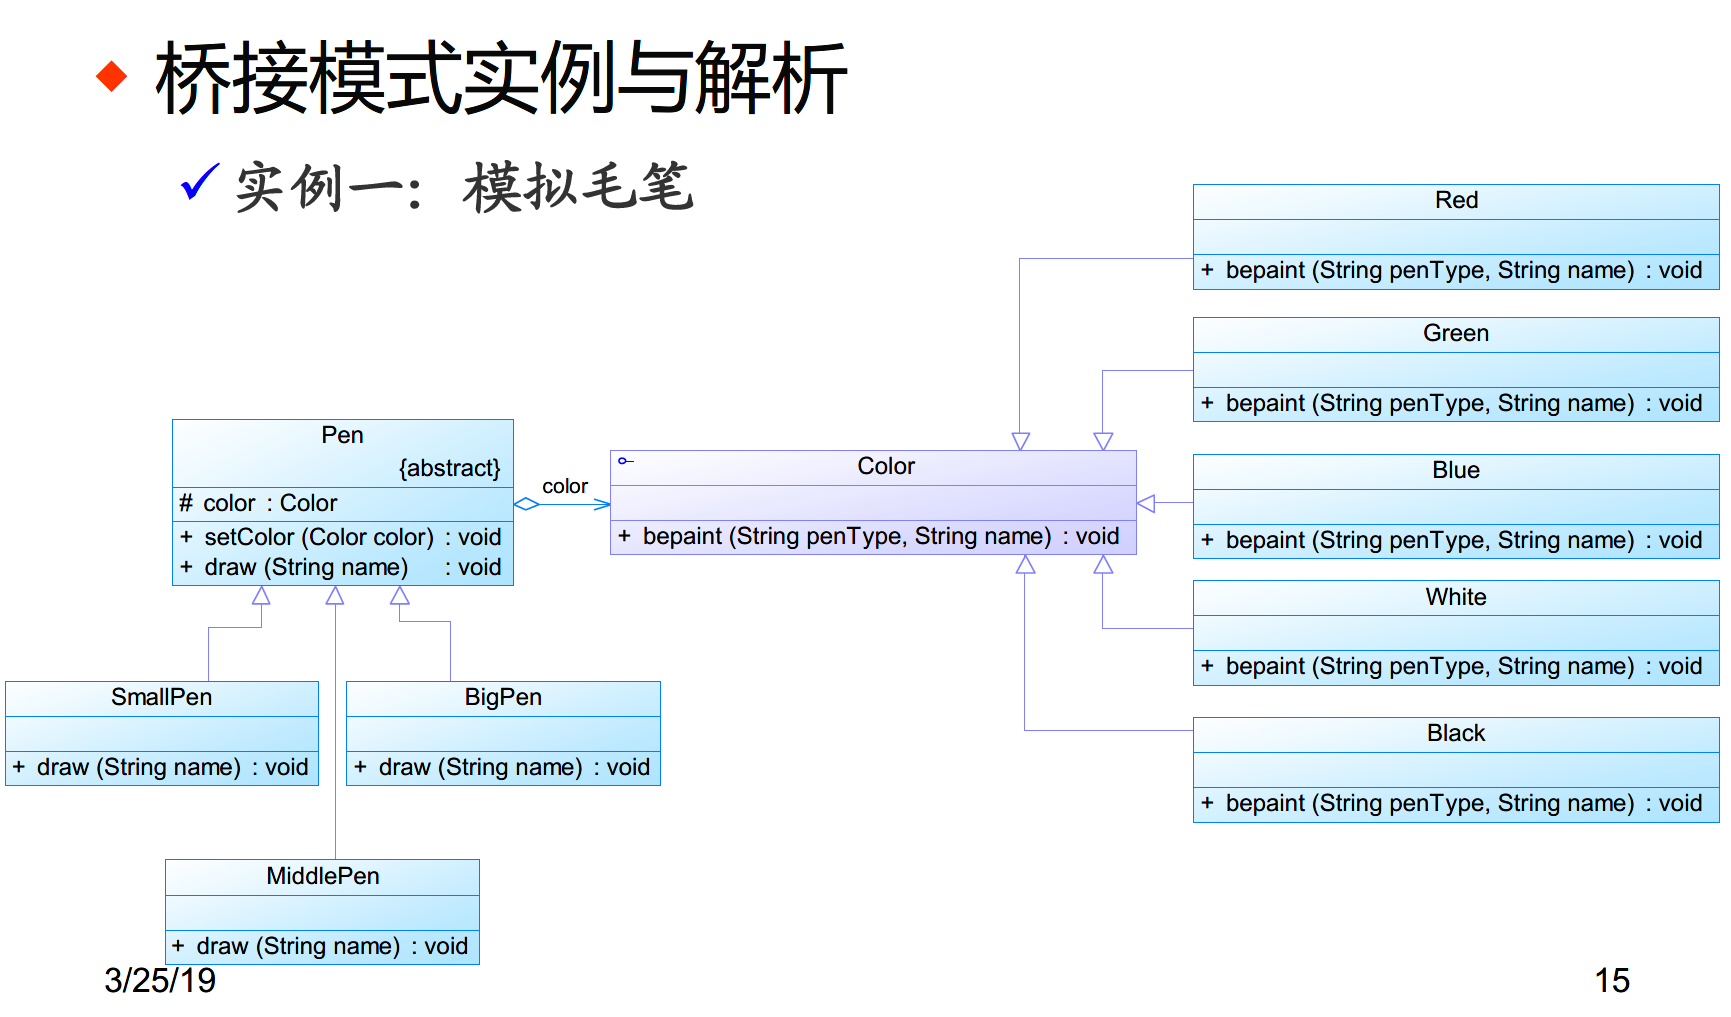 桥接模式实例与解析
实例一：模拟毛笔
Red
+ bepaint (String penType, String name) : void
Green
+ bepaint (String penType, String name) : void
Pen
{abstract}
# color : Color
+ setColor (Color color) : void
+ draw (String name) : void
color
Color
+ bepaint (String penType, String name) : void
Blue
+ bepaint (String penType, String name) : void
White
+ bepaint (String penType, String name) : void
SmallPen
+ draw (String name) : void
BigPen
+ draw (String name) : void
Black
+ bepaint (String penType, String name) : void
MiddlePen
+ draw (String name) : void
3/25/19
15